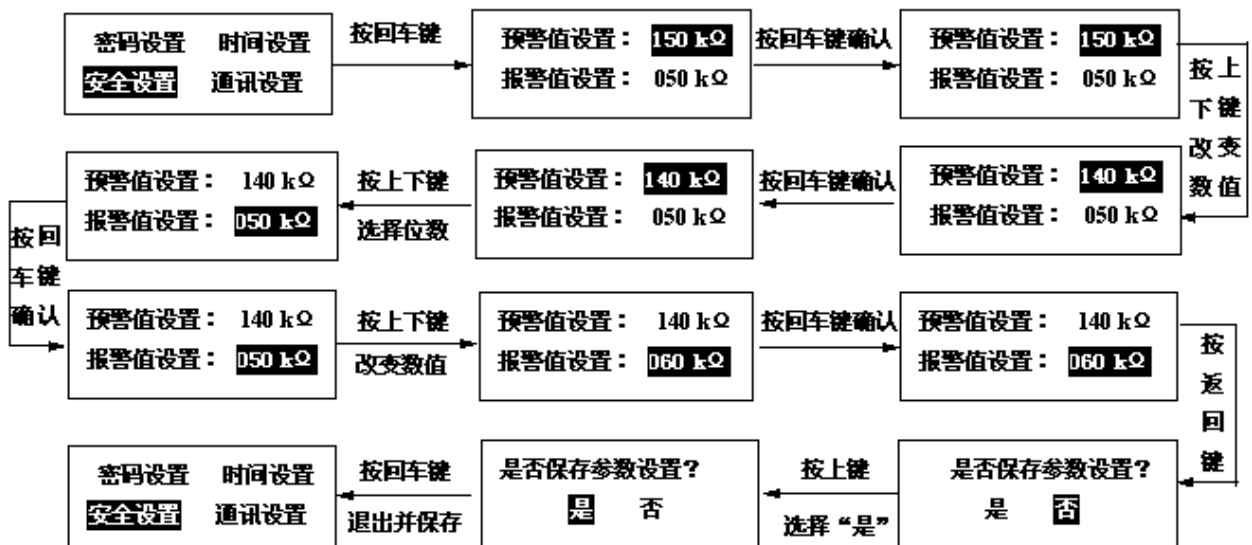 密码设置 时间设置
安全设置 通讯设置
按回车键
预警值设置： 150 kΩ
报警值设置： 050 kΩ
按回车键确认
预警值设置： 150 kΩ
报警值设置： 050 kΩ
按上
下键
改变
数值
预警值设置： 140 kΩ
报警值设置： 050 kΩ
按回车键确认
预警值设置： 140 kΩ
报警值设置： 050 kΩ
按上下键
选择位数
预警值设置： 140 kΩ
报警值设置： 050 kΩ
按回
车键
确认
预警值设置： 140 kΩ
报警值设置： 050 kΩ
按上下键
改变数值
预警值设置： 140 kΩ
报警值设置： 060 kΩ
按回车键确认
预警值设置： 140 kΩ
报警值设置： 060 kΩ
按
返
回
键
是否保存参数设置？
是 否
按上键
选择“是”
是否保存参数设置？
是 否
按回车键
退出并保存
密码设置 时间设置
安全设置 通讯设置